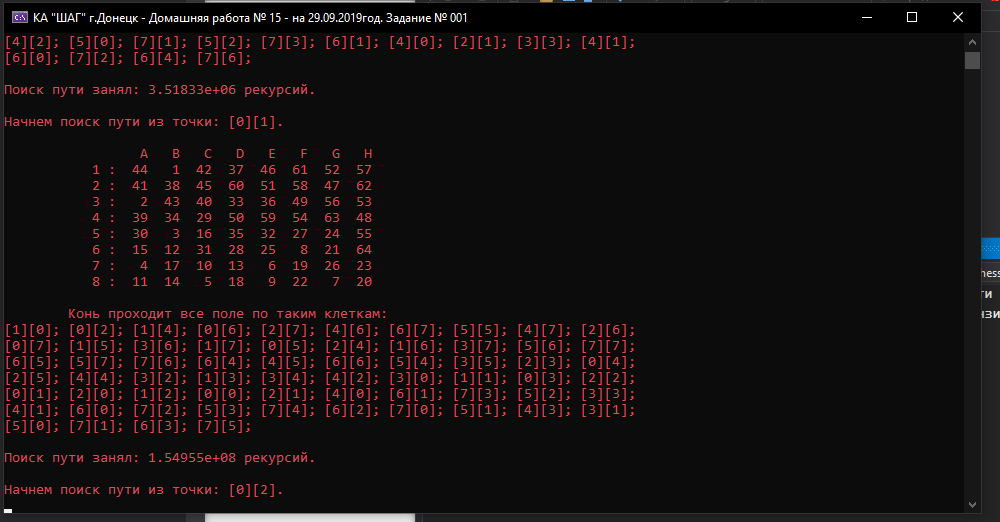 КА "ШАГ" г.Донецк - Домашняя работа № 15 - на 29.09.2019год. Задание № 001
[4][2]; [5][0]; [7][1]; [5][2]; [7][3]; [6][1]; [4][0]; [2][1]; [3][3]; [4][1];
[6][0]; [7][2]; [6][4]; [7][6];
Поиск пути занял: 3.51833e+06 рекурсий.
Начнем поиск пути из точки: [0][1].
A B C D E F G H
1 : 44 1 42 37 46 61 52 57
2 : 41 38 45 60 51 58 47 62
3 : 2 43 40 33 36 49 56 53
4 : 39 34 29 50 59 54 63 48
5 : 30 3 16 35 32 27 24 55
6 : 15 12 31 28 25 8 21 64
7 : 4 17 10 13 6 19 26 23
8 : 11 14 5 18 9 22 7 20
Конь проходит все поле по таким клеткам:
[1][0]; [0][2]; [1][4]; [0][6]; [2][7]; [4][6]; [6][7]; [5][5]; [4][7]; [2][6];
[0][7]; [1][5]; [3][6]; [1][7]; [0][5]; [2][4]; [1][6]; [3][7]; [5][6]; [7][7];
[6][5]; [5][7]; [7][6]; [6][4]; [4][5]; [6][6]; [5][4]; [3][5]; [2][3]; [0][4];
[2][5]; [4][4]; [3][2]; [1][3]; [3][4]; [4][2]; [3][0]; [1][1]; [0][3]; [2][2];
[0][1]; [2][0]; [1][2]; [0][0]; [2][1]; [4][0]; [6][1]; [7][3]; [5][2]; [3][3];
[4][1]; [6][0]; [7][2]; [5][3]; [7][4]; [6][2]; [7][0]; [5][1]; [4][3]; [3][1];
[5][0]; [7][1]; [6][3]; [7][5];
Поиск пути занял: 1.54955e+08 рекурсий.
Начнем поиск пути из точки: [0][2].